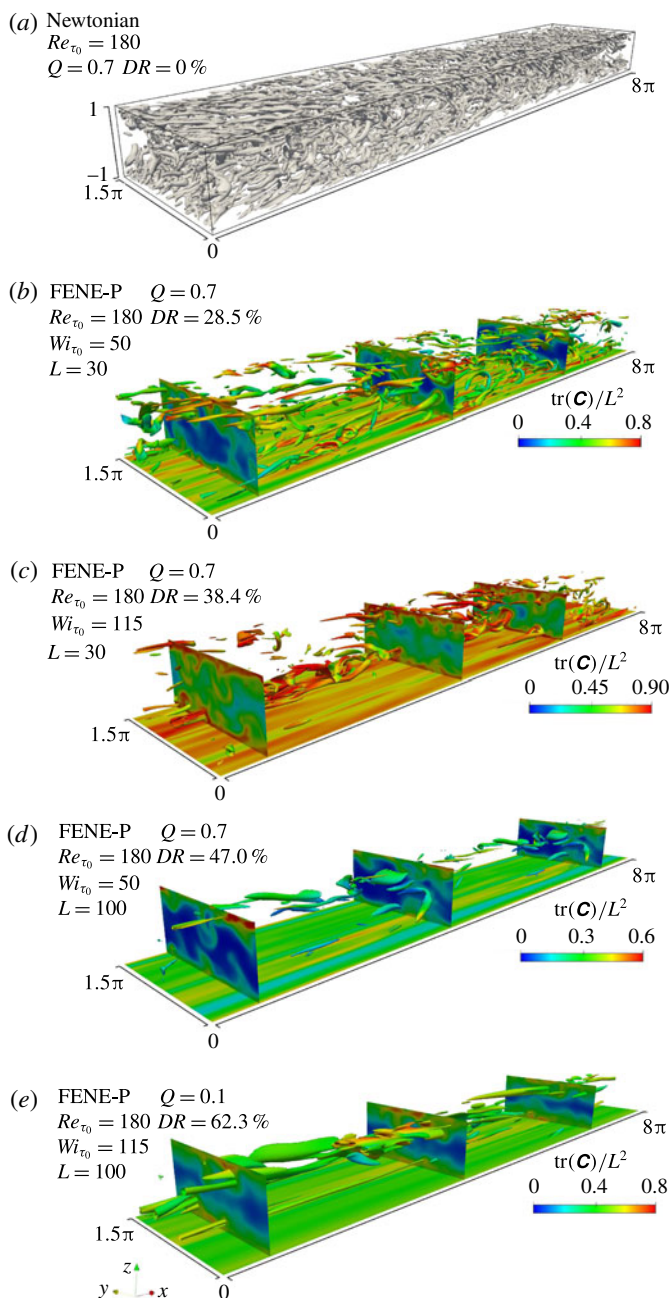 (a) Newtonian
Re_τ0 = 180
Q = 0.7 DR = 0 %
1
−1
1.5π
0
8π
(b) FENE-P Q = 0.7
Re_τ0 = 180 DR = 28.5 %
Wi_τ0 = 50
L = 30
8π
tr(C)/L²
0 0.4 0.8
1.5π
0
(c) FENE-P Q = 0.7
Re_τ0 = 180 DR = 38.4 %
Wi_τ0 = 115
L = 30
8π
tr(C)/L²
0 0.45 0.90
1.5π
0
(d) FENE-P Q = 0.7
Re_τ0 = 180 DR = 47.0 %
Wi_τ0 = 50
L = 100
8π
tr(C)/L²
0 0.3 0.6
1.5π
0
(e) FENE-P Q = 0.1
Re_τ0 = 180 DR = 62.3 %
Wi_τ0 = 115
L = 100
8π
tr(C)/L²
0 0.4 0.8
1.5π
z
y x
0